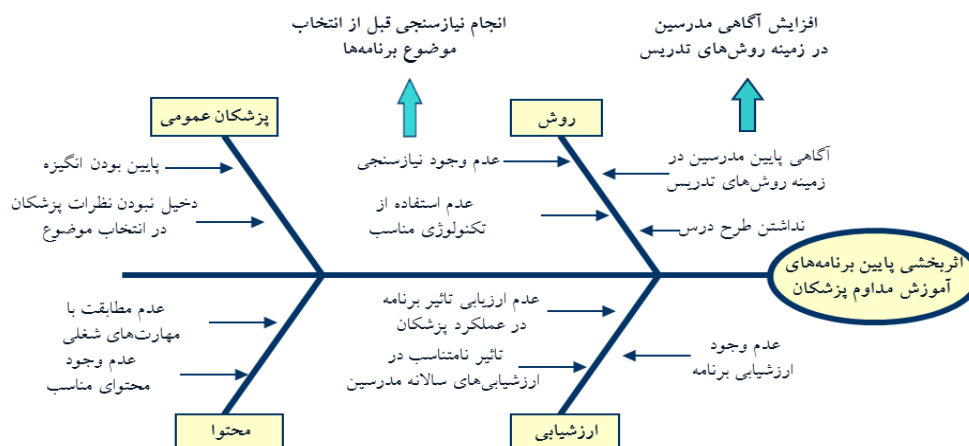 افزایش آگاهی مدرسین
در زمینه روش‌های تدریس
انجام نیازسنجی قبل از انتخاب
موضوع برنامه‌ها
روش
پزشکان عمومی
آگاهی پایین مدرسین در
زمینه روش‌های تدریس
عدم وجود نیازسنجی
عدم استفاده از
تکنولوژی مناسب
نداشتن طرح درس
پایین بودن انگیزه
دخیل نبودن نظرات پزشکان
در انتخاب موضوع
اثربخشی پایین برنامه‌های
آموزش مداوم پزشکان
عدم ارزیابی تاثیر برنامه
در عملکرد پزشکان
عدم وجود
ارزشیابی برنامه
تاثیر نامتناسب در
ارزشیابی‌های سالانه مدرسین
عدم مطابقت با
مهارت‌های شغلی
عدم وجود
محتوای مناسب
ارزشیابی
محتوا